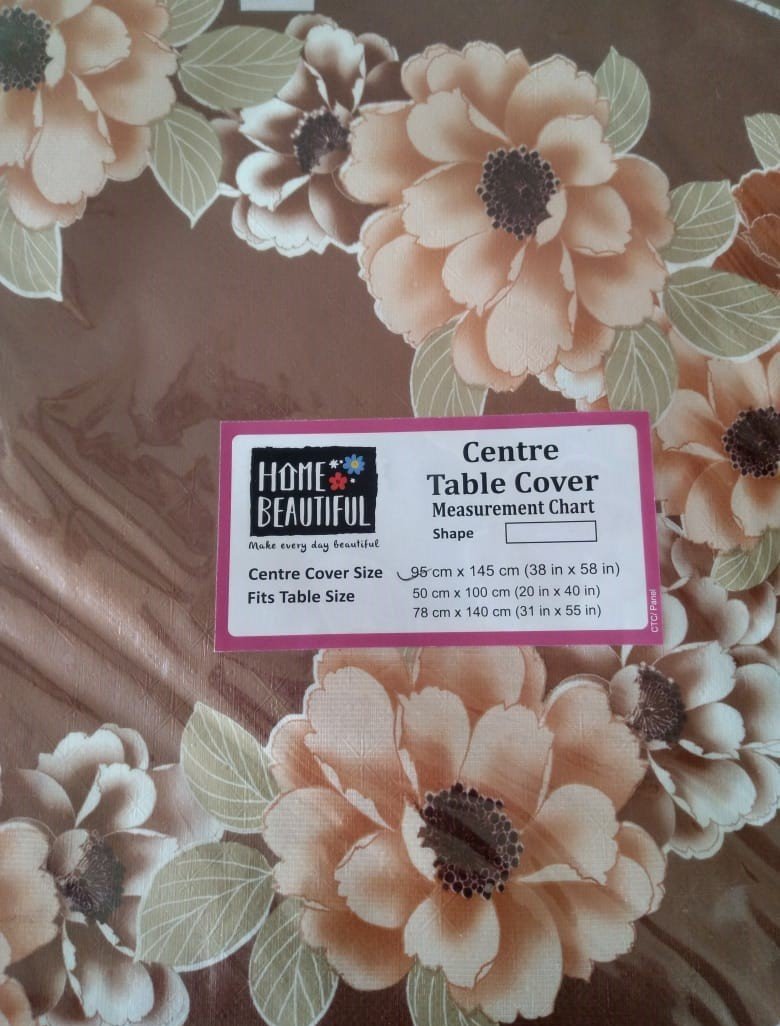 HOME
BEAUTIFUL
Make every day beautiful
Centre
Table Cover
Measurement Chart
Shape
Centre Cover Size 95 cm x 145 cm (38 in x 58 in)
Fits Table Size 50 cm x 100 cm (20 in x 40 in)
78 cm x 140 cm (31 in x 55 in)
CTC/ Panel